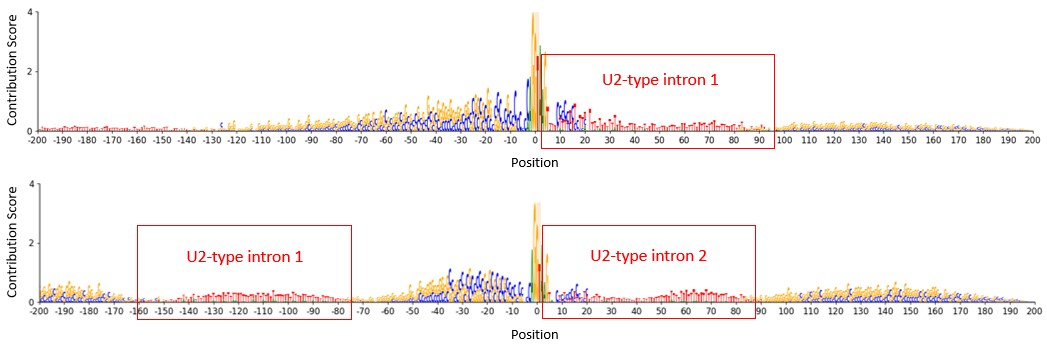 4
2
0
Contribution Score
U2-type intron 1
-200 -190 -180 -170 -160 -150 -140 -130 -120 -110 -100 -90 -80 -70 -60 -50 -40 -30 -20 -10 0 10 20 30 40 50 60 70 80 90 100 110 120 130 140 150 160 170 180 190 200
Position
4
2
0
Contribution Score
U2-type intron 1
U2-type intron 2
-200 -190 -180 -170 -160 -150 -140 -130 -120 -110 -100 -90 -80 -70 -60 -50 -40 -30 -20 -10 0 10 20 30 40 50 60 70 80 90 100 110 120 130 140 150 160 170 180 190 200
Position